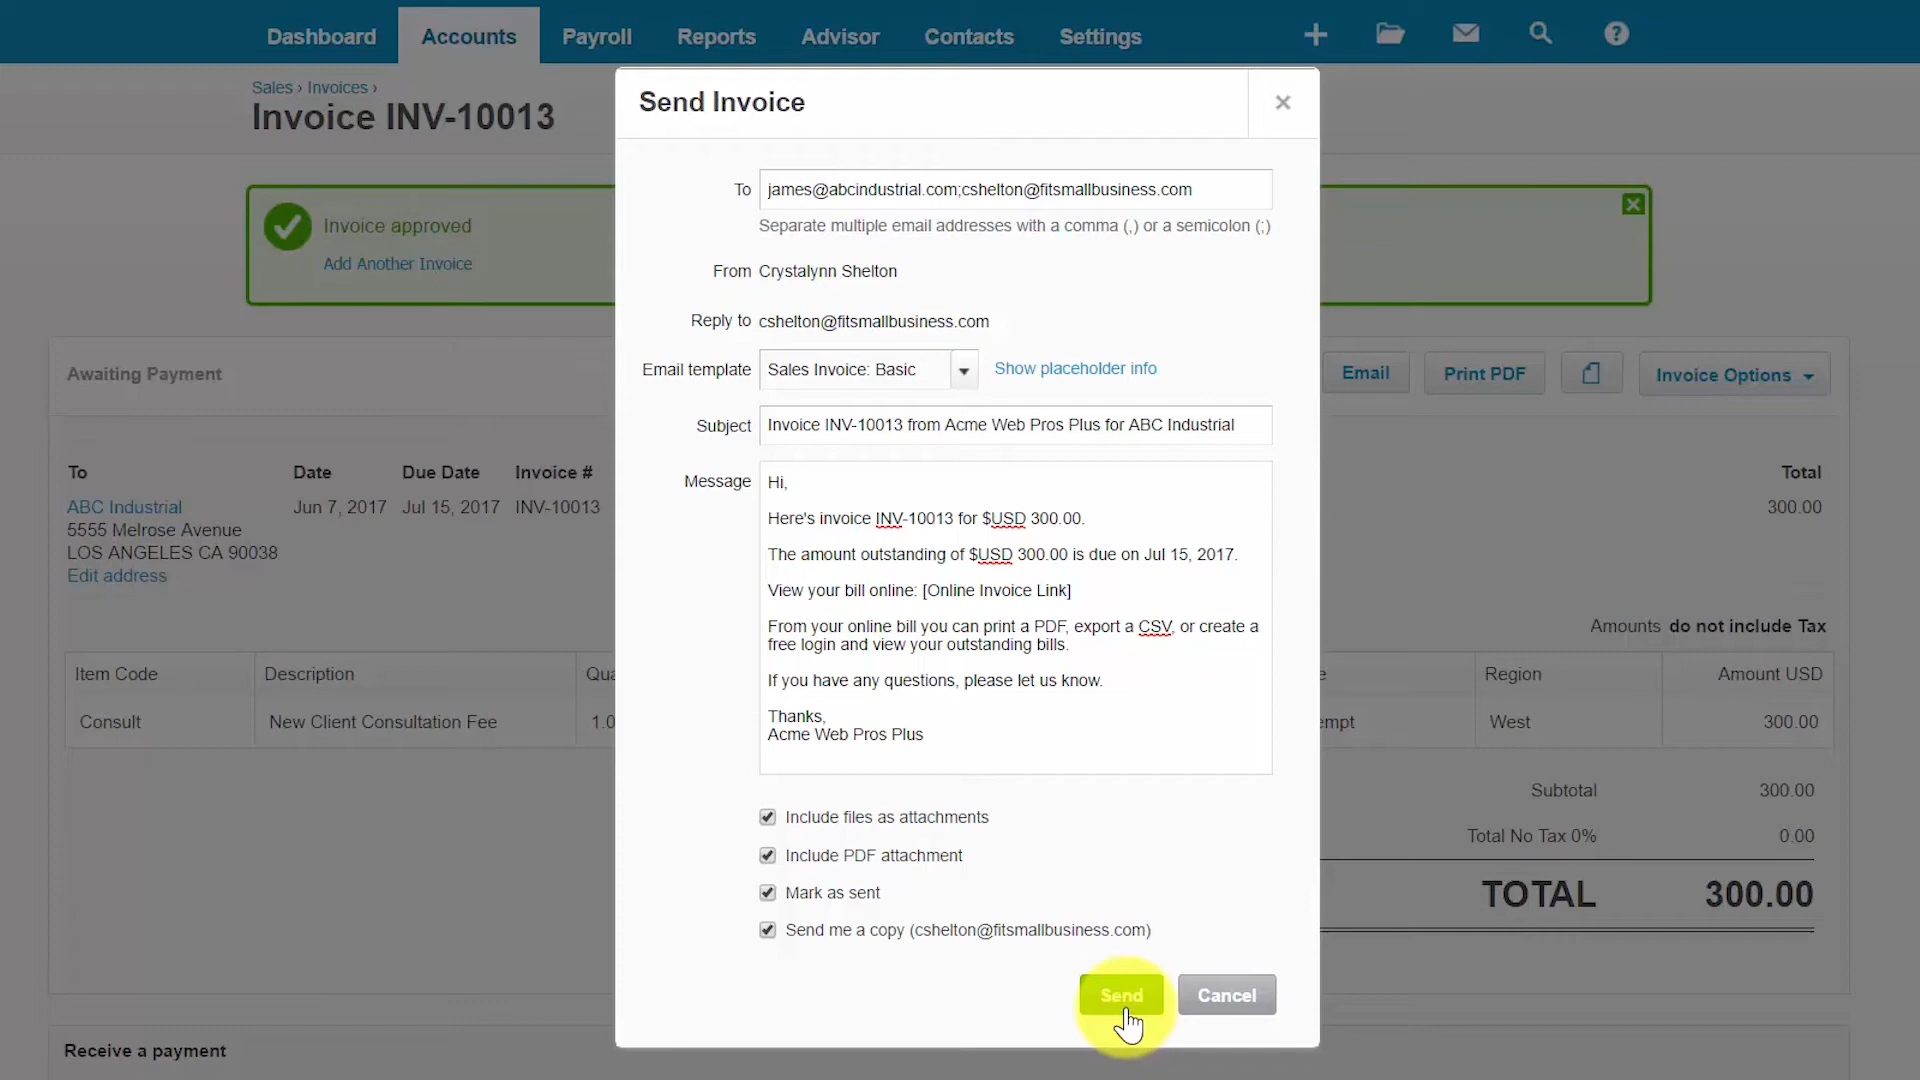 Dashboard Accounts Payroll Reports Advisor Contacts Settings
Sales › Invoices ›
Invoice INV-10013
Invoice approved
Add Another Invoice
Send Invoice
To james@abcindustrial.com;cshelton@fitsmallbusiness.com
Separate multiple email addresses with a comma (,) or a semicolon (;)
From Crystalynn Shelton
Reply to cshelton@fitsmallbusiness.com
Email template Sales Invoice: Basic Show placeholder info
Subject Invoice INV-10013 from Acme Web Pros Plus for ABC Industrial
Message Hi,
Here's invoice INV-10013 for $USD 300.00.
The amount outstanding of $USD 300.00 is due on Jul 15, 2017.
View your bill online: [Online Invoice Link]
From your online bill you can print a PDF, export a CSV, or create a
free login and view your outstanding bills.
If you have any questions, please let us know.
Thanks,
Acme Web Pros Plus
Include files as attachments
Include PDF attachment
Mark as sent
Send me a copy (cshelton@fitsmallbusiness.com)
Send Cancel
Awaiting Payment
Email Print PDF Invoice Options
To Date Due Date Invoice # Total
ABC Industrial Jun 7, 2017 Jul 15, 2017 INV-10013 300.00
5555 Melrose Avenue
LOS ANGELES CA 90038
Edit address
Amounts do not include Tax
Item Code Description Qua e Region Amount USD
Consult New Client Consultation Fee 1.0 empt West 300.00
Subtotal 300.00
Total No Tax 0% 0.00
TOTAL 300.00
Receive a payment